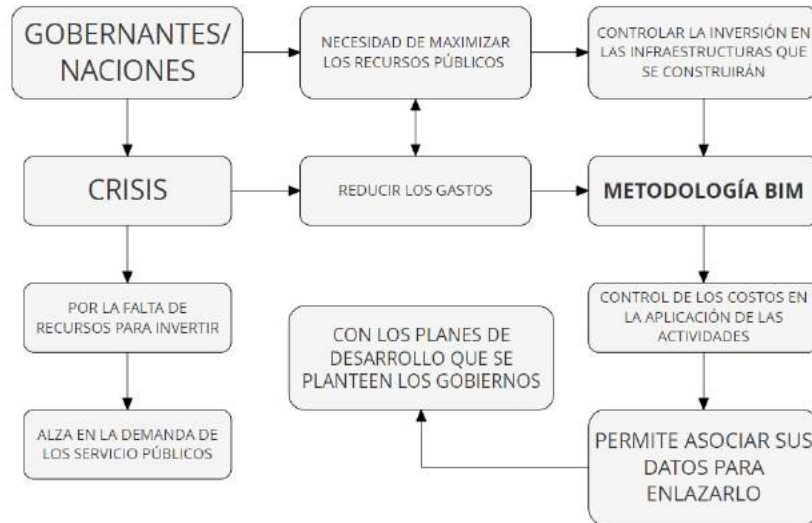 GOBERNANTES/
NACIONES
NECESIDAD DE MAXIMIZAR
LOS RECURSOS PÚBLICOS
CONTROLAR LA INVERSIÓN EN
LAS INFRAESTRUCTURAS QUE
SE CONSTRUIRÁN
CRISIS
REDUCIR LOS GASTOS
METODOLOGÍA BIM
POR LA FALTA DE
RECURSOS PARA INVERTIR
CONTROL DE LOS COSTOS EN
LA APLICACIÓN DE LAS
ACTIVIDADES
CON LOS PLANES DE
DESARROLLO QUE SE
PLANTEEN LOS GOBIERNOS
ALZA EN LA DEMANDA DE
LOS SERVICIO PÚBLICOS
PERMITE ASOCIAR SUS
DATOS PARA
ENLAZARLO